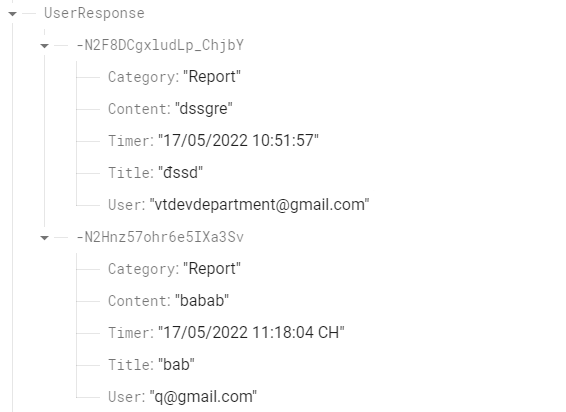 UserResponse
-N2F8DCgxludLp_ChjbY
Category: "Report"
Content: "dssgre"
Timer: "17/05/2022 10:51:57"
Title: "đssd"
User: "vtdevdepartment@gmail.com"
-N2Hnz57ohr6e5IXa3Sv
Category: "Report"
Content: "babab"
Timer: "17/05/2022 11:18:04 CH"
Title: "bab"
User: "q@gmail.com"